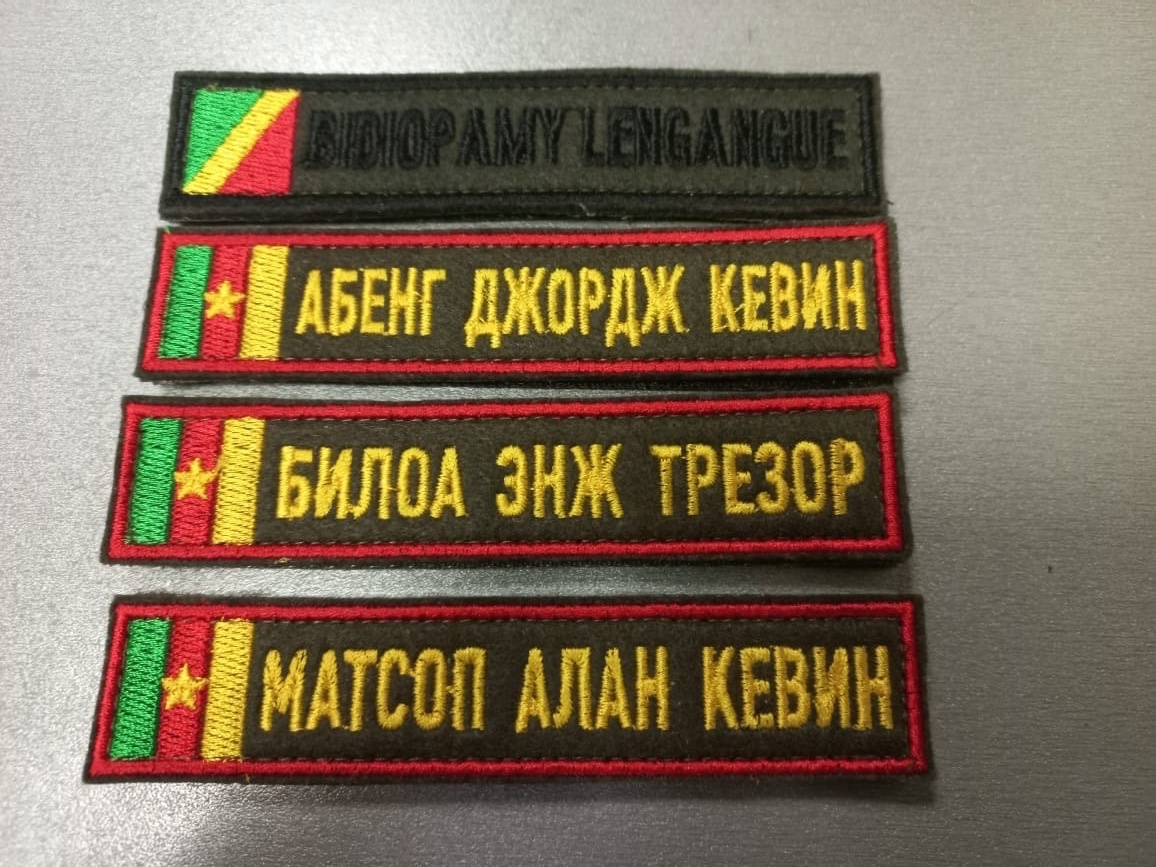 BIDIOPAMY LENGANGUE
АБЕНГ ДЖОРДЖ КЕВИН
БИЛОА ЭНЖ ТРЕЗОР
МАТСОП АЛАН КЕВИН